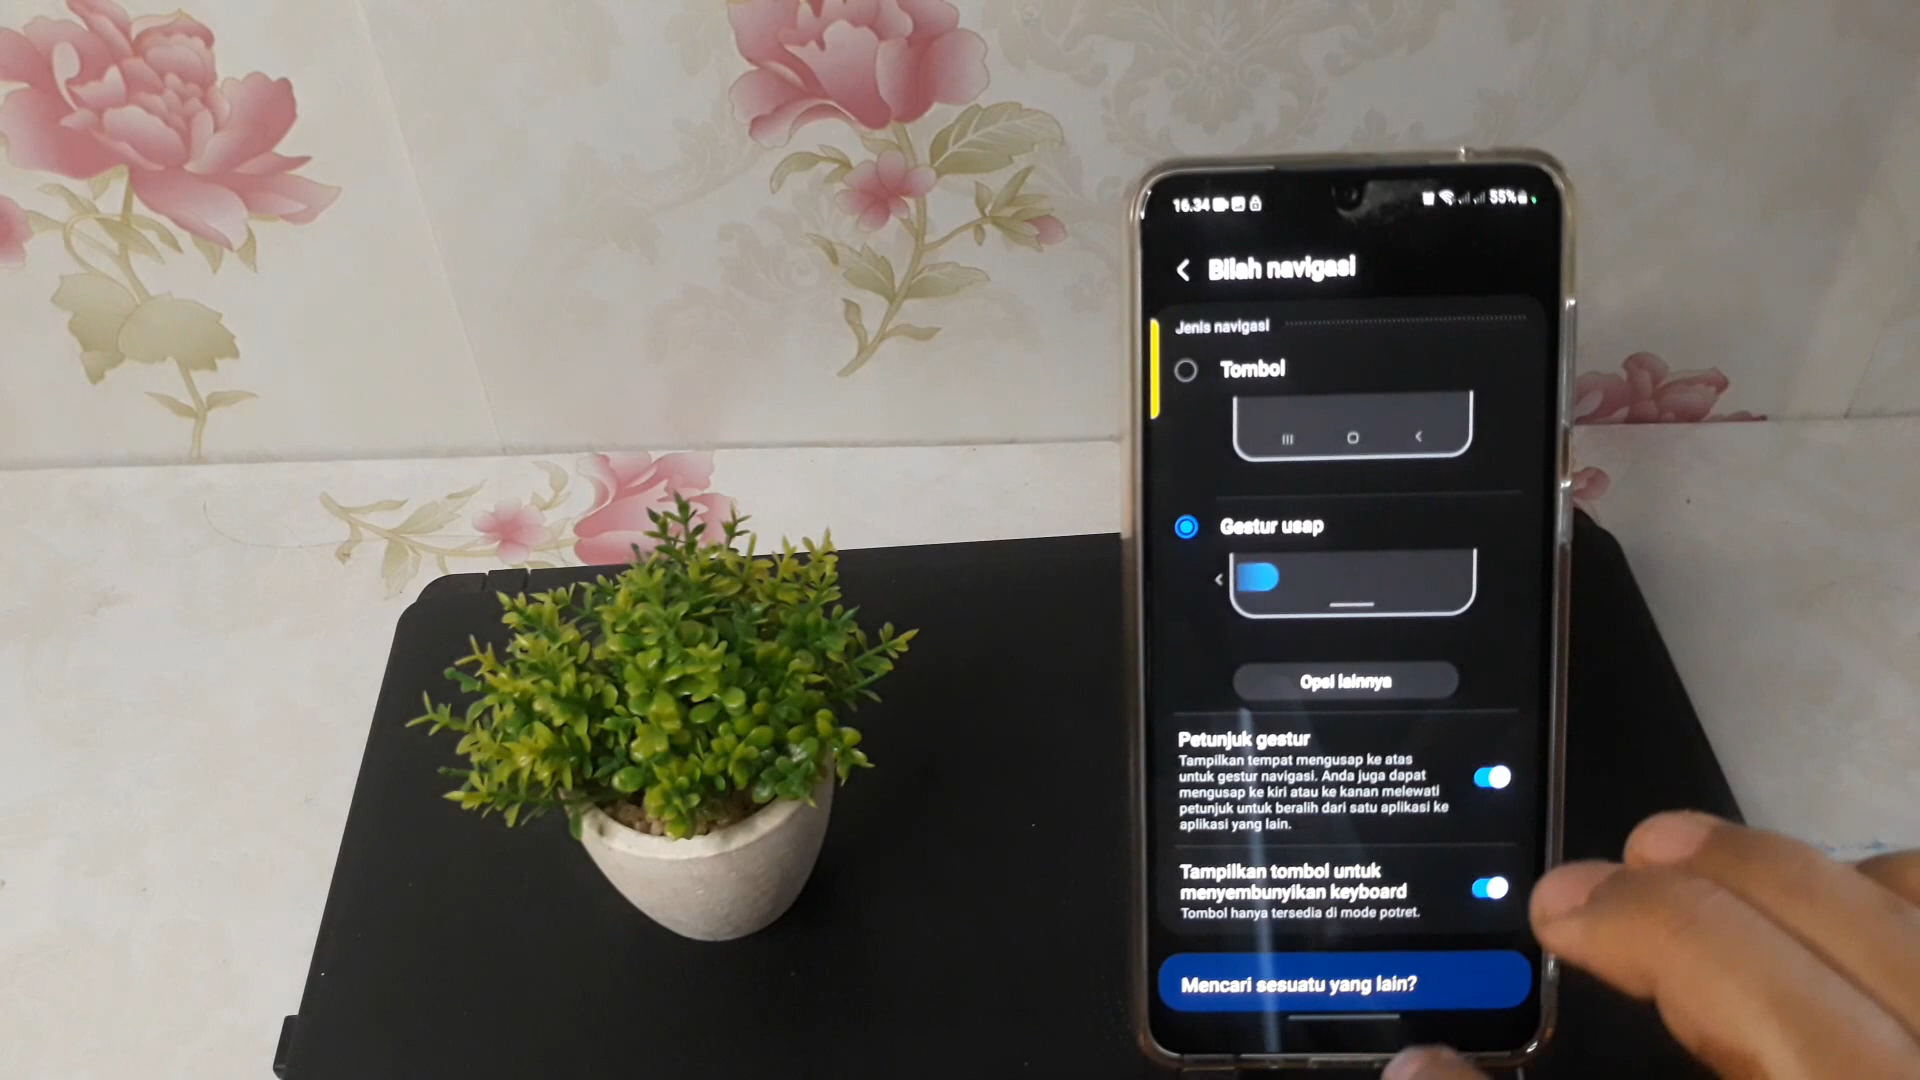 16.34
55%
Bilah navigasi
Jenis navigasi
Tombol
Gestur usap
Opsi lainnya
Petunjuk gestur
Tampilkan tempat mengusap ke atas
untuk gestur navigasi. Anda juga dapat
mengusap ke kiri atau ke kanan melewati
petunjuk untuk beralih dari satu aplikasi ke
aplikasi yang lain.
Tampilkan tombol untuk
menyembunyikan keyboard
Tombol hanya tersedia di mode potret.
Mencari sesuatu yang lain?